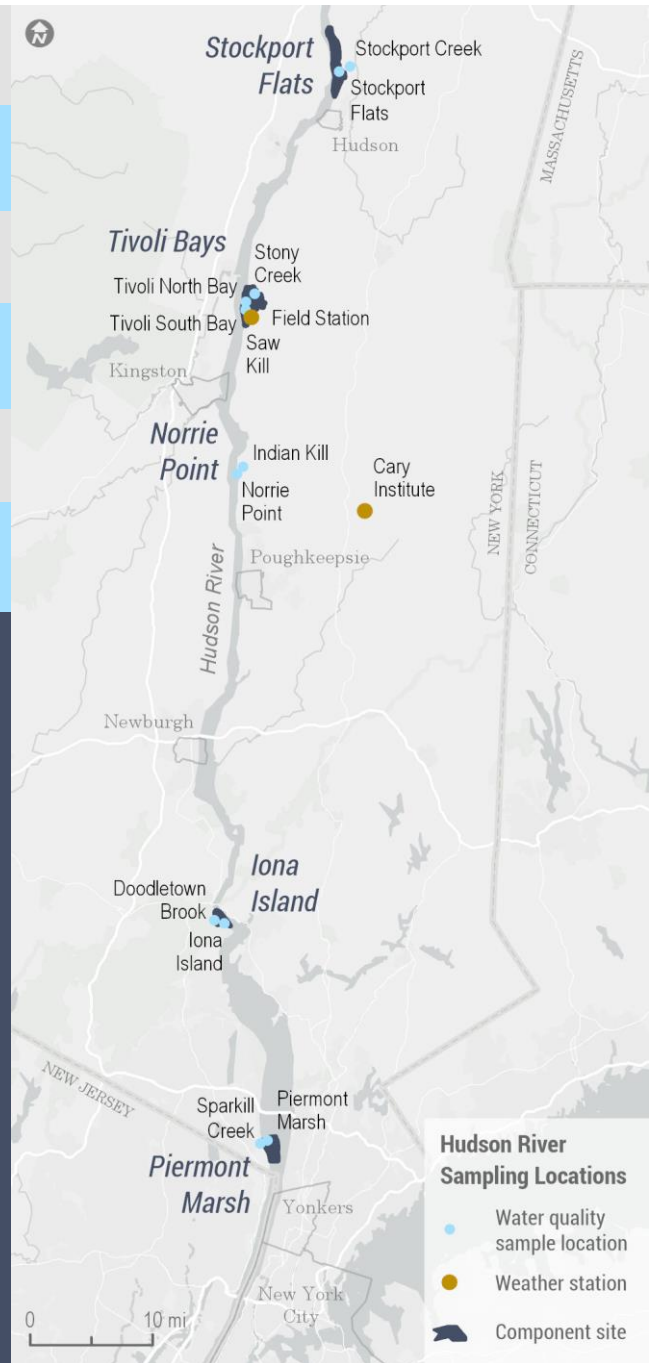 N
Stockport
Flats
Stockport Creek
Stockport
Flats
Hudson
MASSACHUSETTS
Tivoli Bays
Stony
Creek
Tivoli North Bay
Tivoli South Bay
Field Station
Saw
Kill
Kingston
Norrie
Point
Indian Kill
Norrie
Point
Cary
Institute
NEW YORK
CONNECTICUT
Poughkeepsie
Hudson River
Newburgh
Iona
Island
Doodletown
Brook
Iona
Island
NEW JERSEY
Sparkill
Creek
Piermont
Marsh
Piermont
Marsh
Yonkers
New York
City
0 10 mi
Hudson River
Sampling Locations
Water quality
sample location
Weather station
Component site